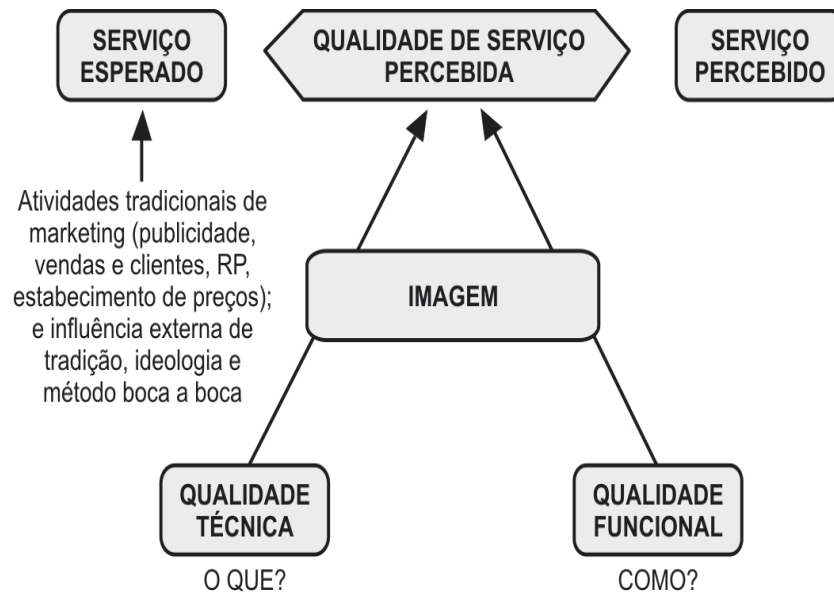 SERVIÇO
ESPERADO
QUALIDADE DE SERVIÇO
PERCEBIDA
SERVIÇO
PERCEBIDO
Atividades tradicionais de
marketing (publicidade,
vendas e clientes, RP,
estabecimento de preços);
e influência externa de
tradição, ideologia e
método boca a boca
IMAGEM
QUALIDADE
TÉCNICA
O QUE?
QUALIDADE
FUNCIONAL
COMO?